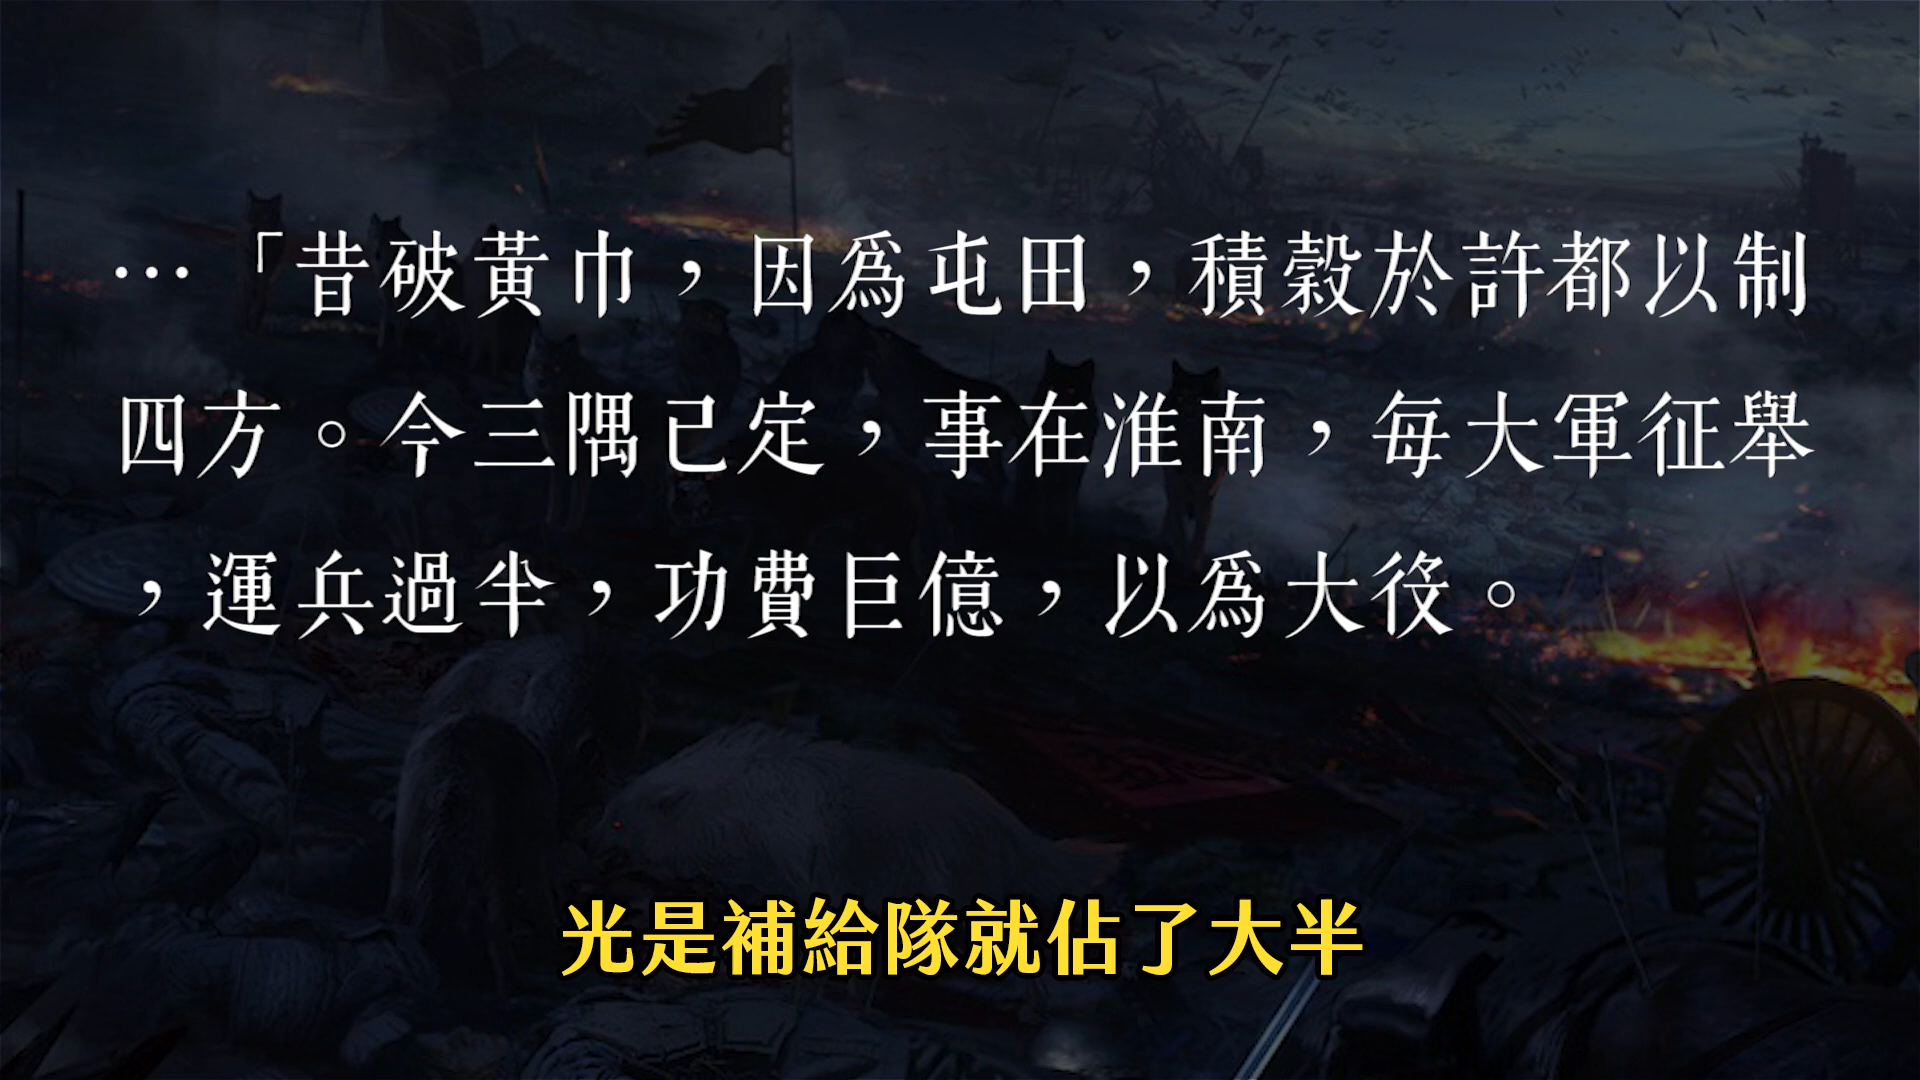 …「昔破黃巾，因爲屯田，積穀於許都以制
四方。今三隅已定，事在淮南，每大軍征舉
，運兵過半，功費巨億，以爲大役。
光是補給隊就佔了大半